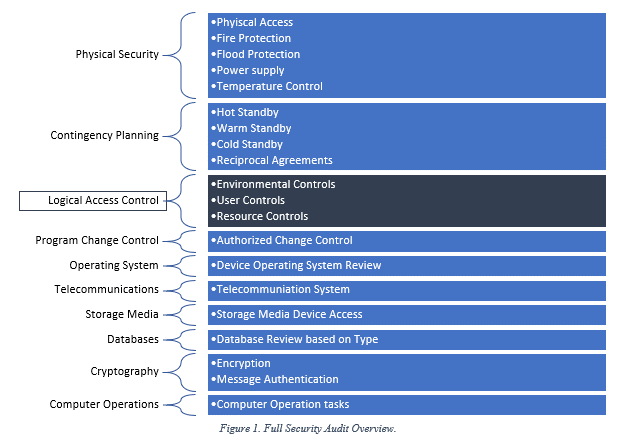 Physical Security
•Phyiscal Access
•Fire Protection
•Flood Protection
•Power supply
•Temperature Control
Contingency Planning
•Hot Standby
•Warm Standby
•Cold Standby
•Reciprocal Agreements
Logical Access Control
•Environmental Controls
•User Controls
•Resource Controls
Program Change Control
•Authorized Change Control
Operating System
•Device Operating System Review
Telecommunications
•Telecommuniation System
Storage Media
•Storage Media Device Access
Databases
•Database Review based on Type
Cryptography
•Encryption
•Message Authentication
Computer Operations
•Computer Operation tasks
Figure 1. Full Security Audit Overview.